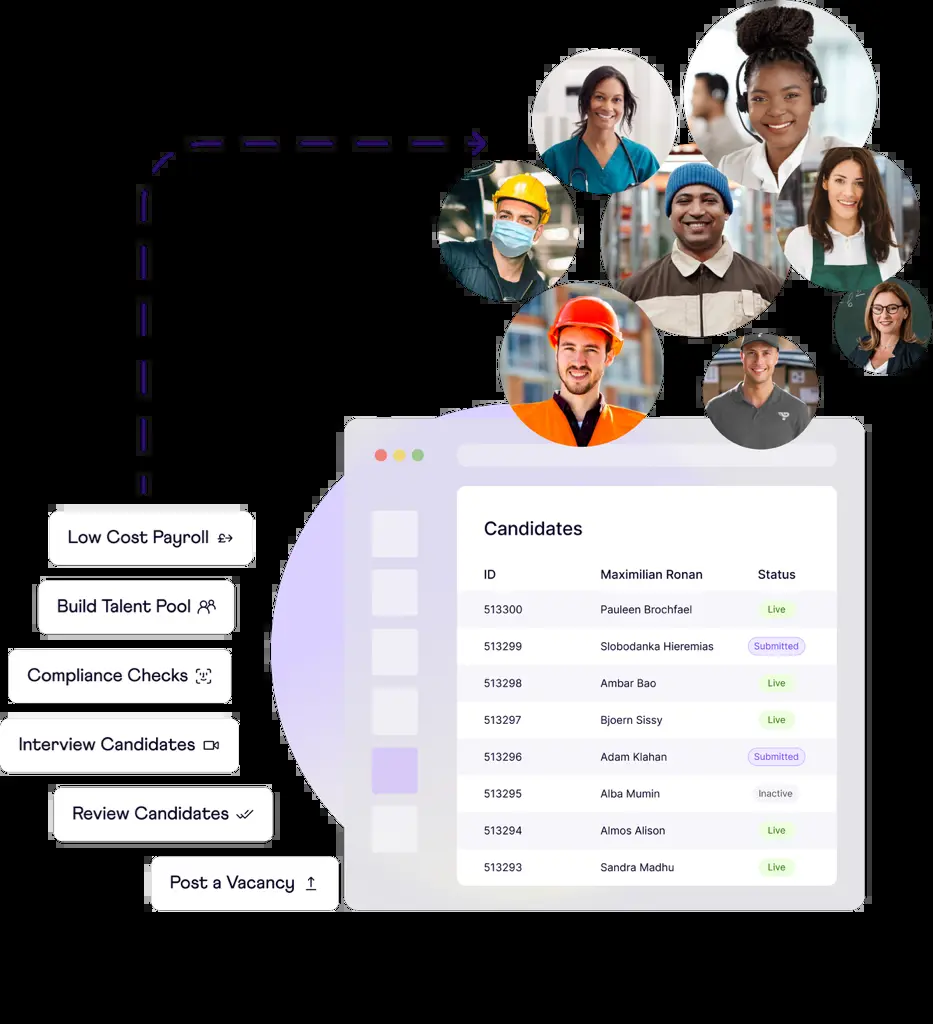 Low Cost Payroll £→
Build Talent Pool
Compliance Checks
Interview Candidates
Review Candidates
Post a Vacancy
Candidates
ID Maximilian Ronan Status
513300 Pauleen Brochfael Live
513299 Slobodanka Hieremias Submitted
513298 Ambar Bao Live
513297 Bjoern Sissy Live
513296 Adam Klahan Submitted
513295 Alba Mumin Inactive
513294 Almos Alison Live
513293 Sandra Madhu Live